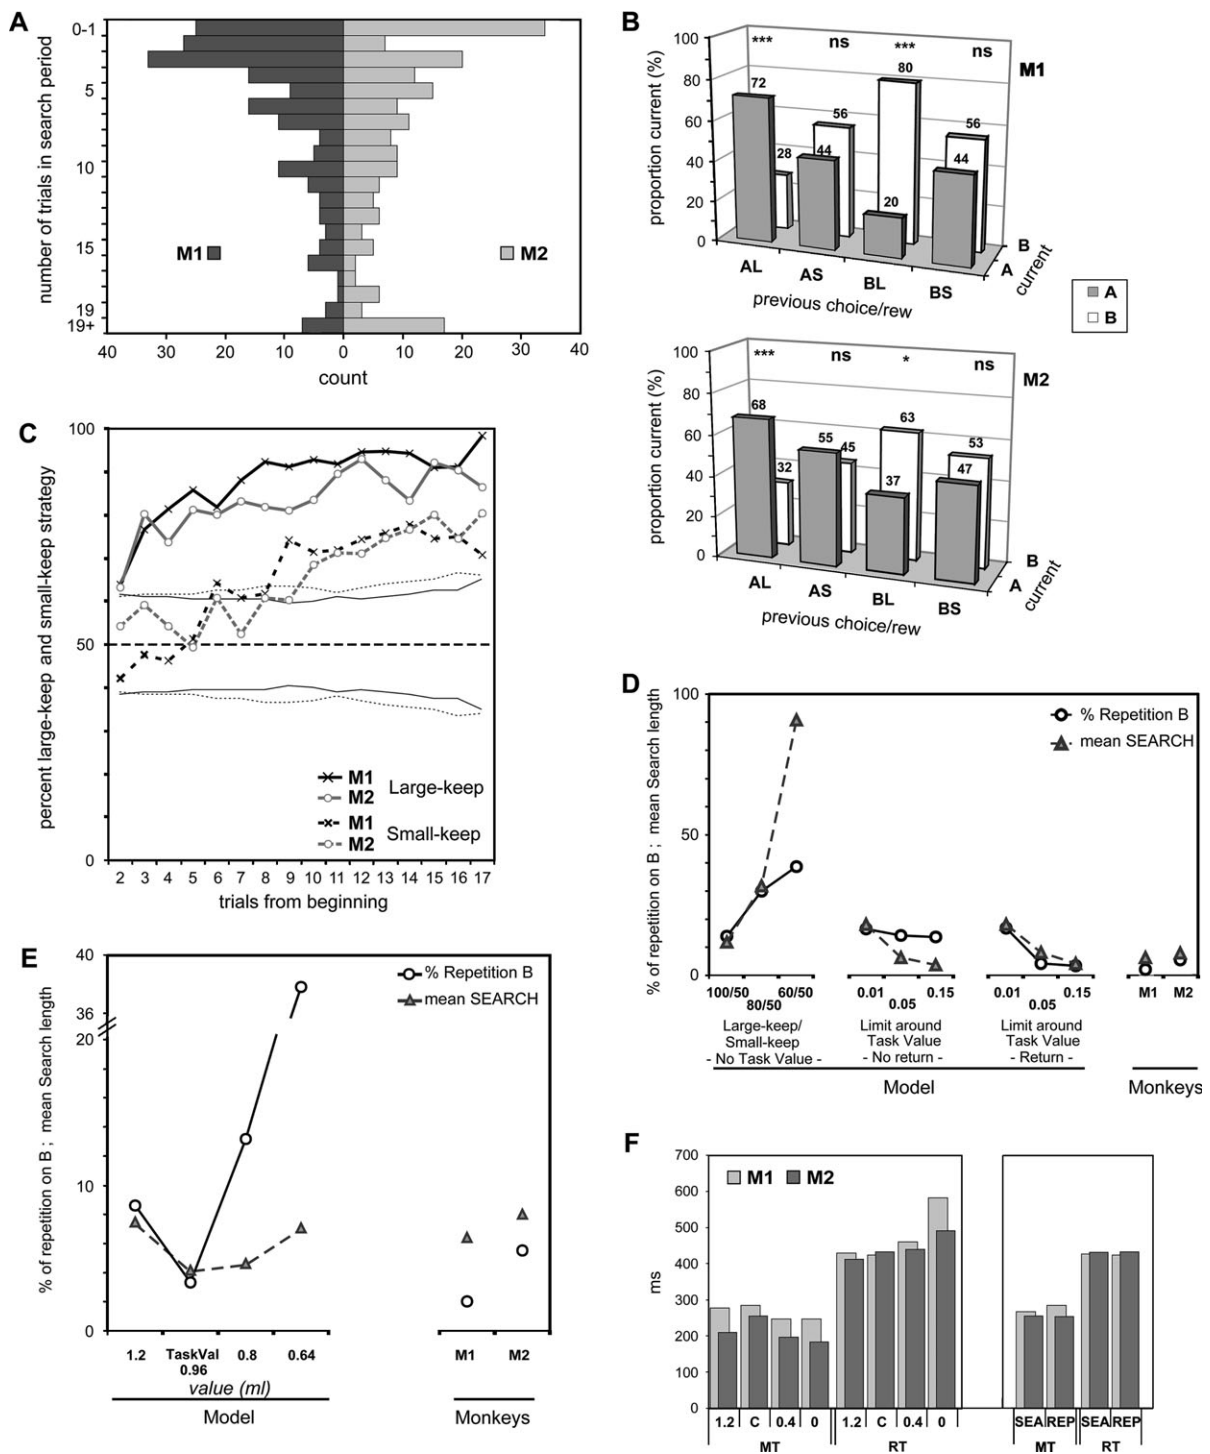 A
number of trials in search period
0-1
5
10
15
19
19+
M1
M2
40 30 20 10 0 10 20 30 40
count
B
proportion current (%)
100
80
60
40
20
0
*** ns *** ns
M1
72 28 44 56 20 80 44 56
AL AS BL BS
B
A
current
previous choice/rew
A
B
proportion current (%)
100
80
60
40
20
0
*** ns * ns
M2
68 32 55 45 37 63 47 53
AL AS BL BS
B
A
current
previous choice/rew
C
percent large-keep and small-keep strategy
100
50
0
M1
M2
Large-keep
M1
M2
Small-keep
2 3 4 5 6 7 8 9 10 11 12 13 14 15 16 17
trials from beginning
D
% of repetition on B ; mean Search length
100
50
0
% Repetition B
mean SEARCH
100/50 80/50 60/50
0.01 0.05 0.15
0.01 0.05 0.15
M1 M2
Large-keep/
Small-keep
- No Task Value -
Limit around
Task Value
- No return -
Limit around
Task Value
- Return -
Model
Monkeys
E
% of repetition on B ; mean Search length
40
36
20
10
0
% Repetition B
mean SEARCH
1.2 TaskVal 0.8 0.64
0.96
value (ml)
Model
M1 M2
Monkeys
F
ms
700
600
500
400
300
200
100
0
M1 M2
1.2 C 0.4 0 1.2 C 0.4 0
MT RT
SEA REP SEA REP
MT RT